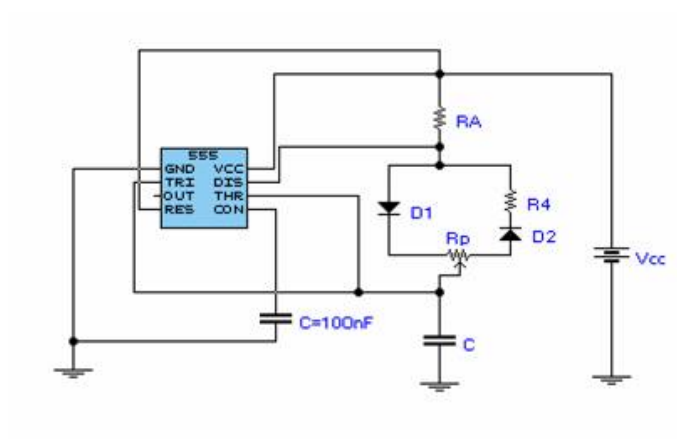 RA
555
GND VCC
TRI DIS
OUT THR
RES CON
D1
R4
Rp
D2
Vcc
C=100nF
C